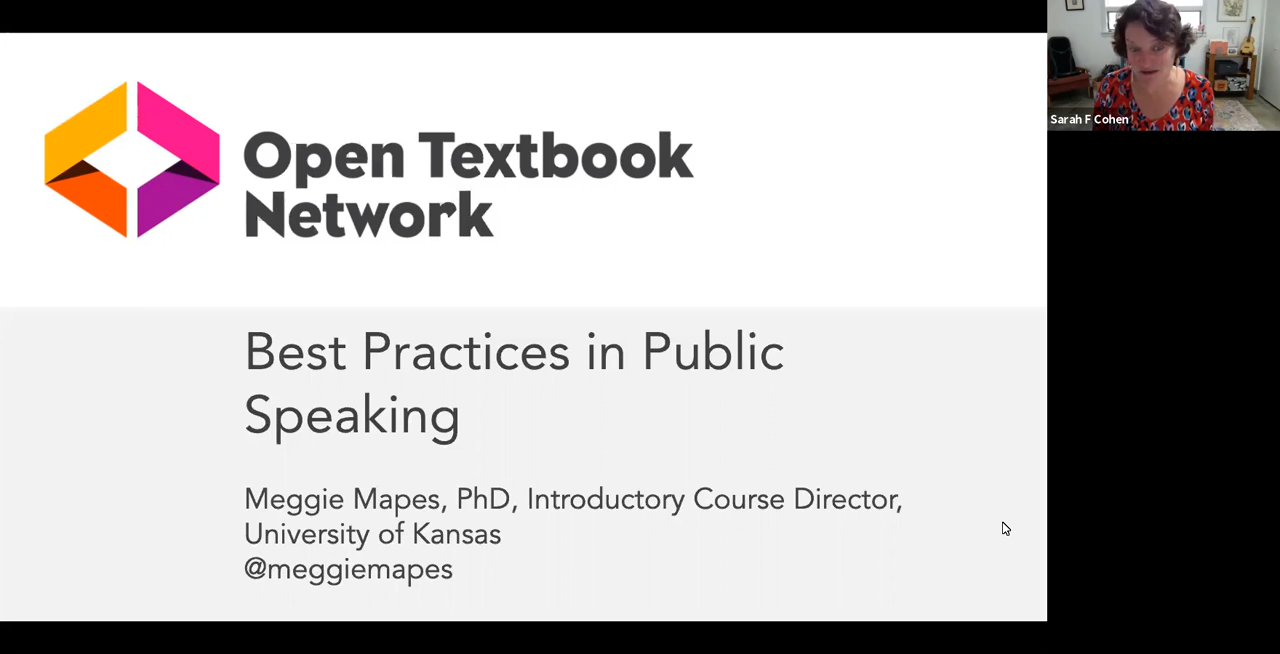 Sarah F Cohen
Open Textbook
Network
Best Practices in Public
Speaking
Meggie Mapes, PhD, Introductory Course Director,
University of Kansas
@meggiemapes